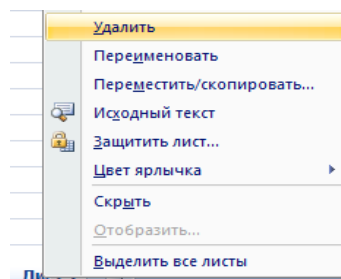 Удалить
Переименовать
Переместить/скопировать...
Исходный текст
Защитить лист...
Цвет ярлычка
Скрыть
Отобразить...
Выделить все листы